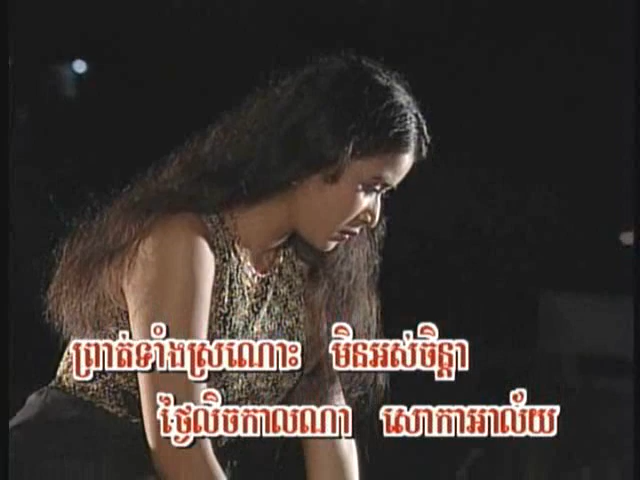 ព្រាត់ទាំងស្រណោះ មិនអស់ចិន្តា
ថ្ងៃលិចកាលណា សោកាអាល័យ